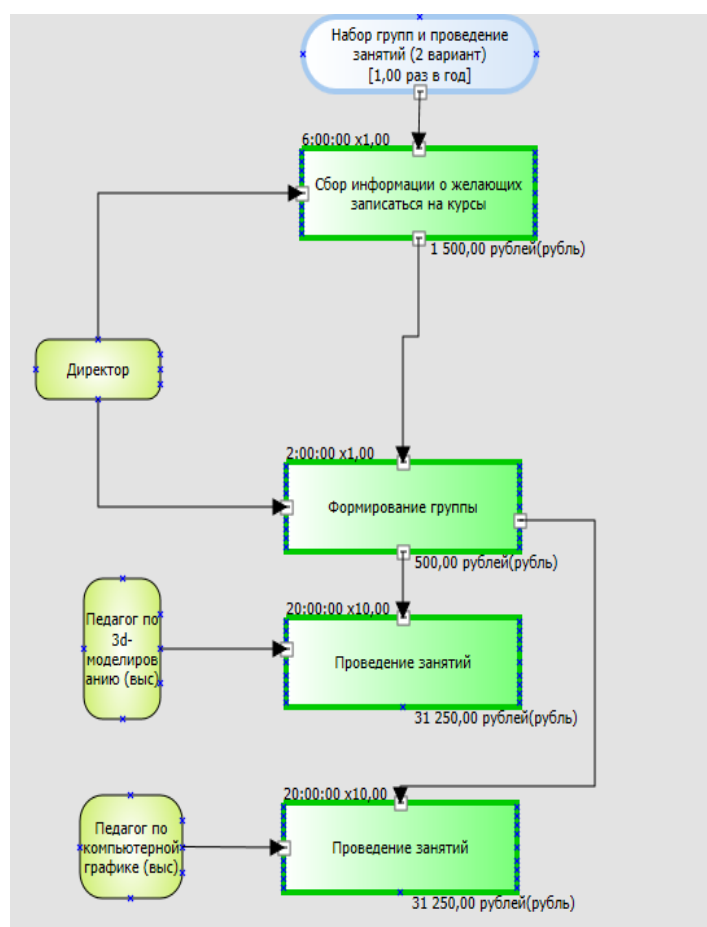 Набор групп и проведение
занятий (2 вариант)
[1,00 раз в год]
6:00:00 x1,00
Сбор информации о желающих
записаться на курсы
1 500,00 рублей(рубль)
Директор
2:00:00 x1,00
Формирование группы
500,00 рублей(рубль)
Педагог по
3d-
моделиров
анию (выс)
20:00:00 x10,00
Проведение занятий
31 250,00 рублей(рубль)
Педагог по
компьютерной
графике (выс)
20:00:00 x10,00
Проведение занятий
31 250,00 рублей(рубль)